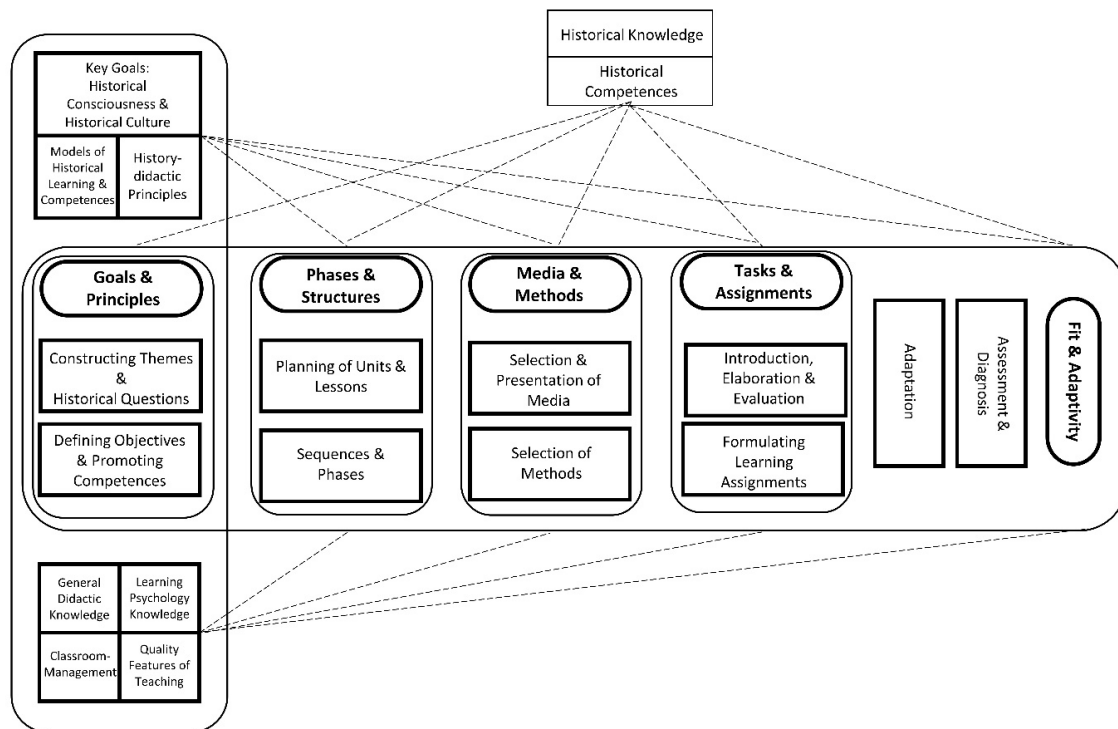 Key Goals:
Historical
Consciousness &
Historical Culture
Models of
Historical
Learning &
Competences
History-
didactic
Principles
Historical Knowledge
Historical
Competences
Goals &
Principles
Constructing Themes
&
Historical Questions
Defining Objectives
& Promoting
Competences
Phases &
Structures
Planning of Units &
Lessons
Sequences &
Phases
Media &
Methods
Selection &
Presentation of
Media
Selection of
Methods
Tasks &
Assignments
Introduction,
Elaboration &
Evaluation
Formulating
Learning
Assignments
Adaptation
Assessment &
Diagnosis
Fit & Adaptivity
General
Didactic
Knowledge
Learning
Psychology
Knowledge
Classroom-
Management
Quality
Features of
Teaching